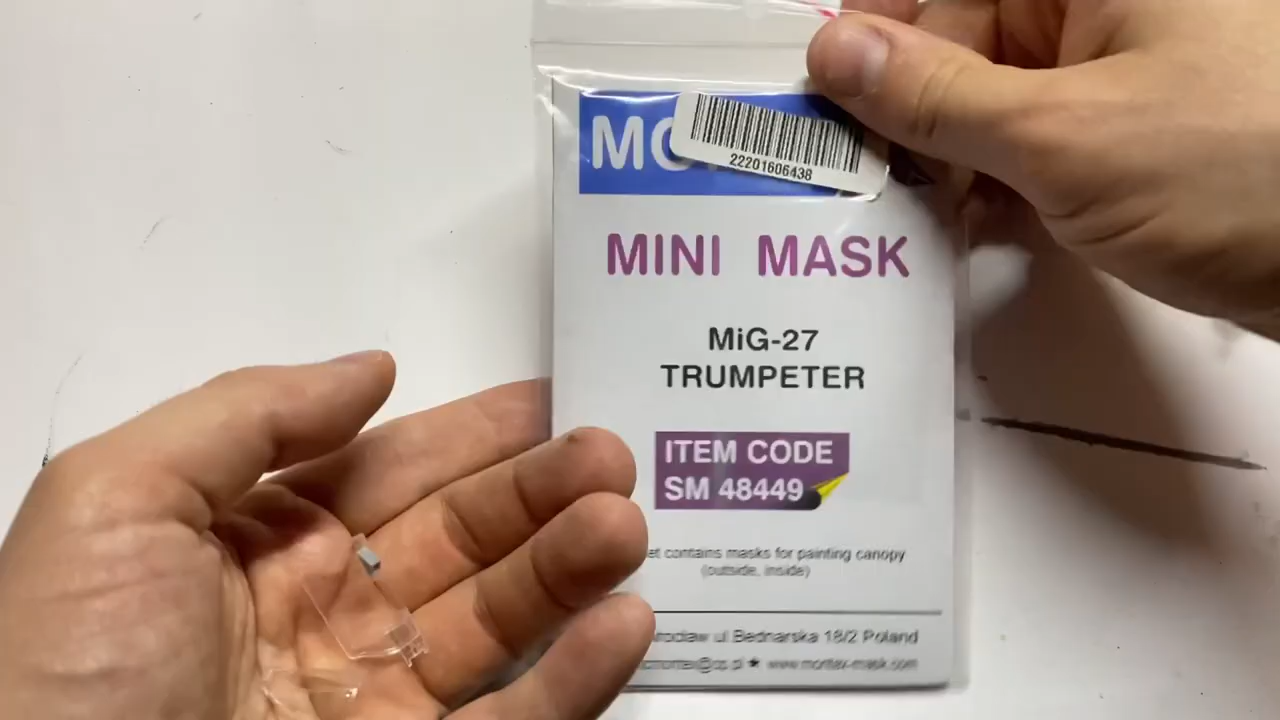 MO
22201606438
MINI MASK
MiG-27
TRUMPETER
ITEM CODE
SM 48449
et contains masks for painting canopy
(outside, inside)
ul Bednarska 18/2 Poland
www.montex-mask.com